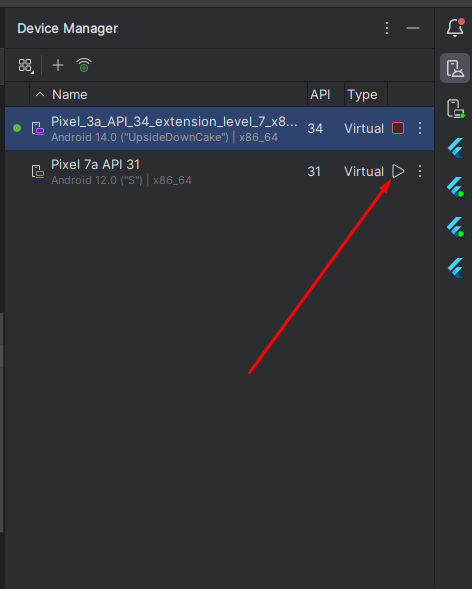 Device Manager
Name API Type
Pixel_3a_API_34_extension_level_7_x8... 34 Virtual
Android 14.0 ("UpsideDownCake") | x86_64
Pixel 7a API 31 31 Virtual
Android 12.0 ("S") | x86_64